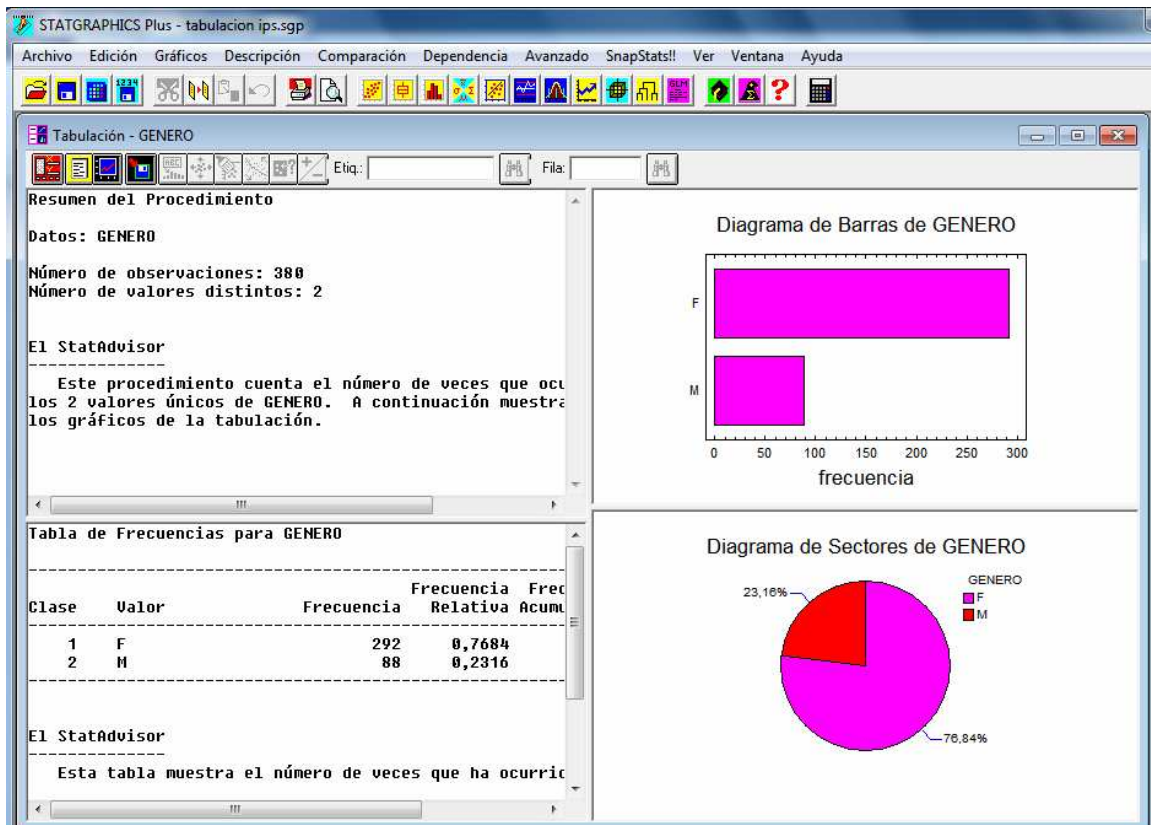 STATGRAPHICS Plus - tabulacion ips.sgp
Archivo Edición Gráficos Descripción Comparación Dependencia Avanzado SnapStats!! Ver Ventana Ayuda
Tabulación - GENERO
Etiq.: Fila:
Resumen del Procedimiento
Datos: GENERO
Número de observaciones: 380
Número de valores distintos: 2
El StatAdvisor
--------------
Este procedimiento cuenta el número de veces que ocu
los 2 valores únicos de GENERO. A continuación muestra
los gráficos de la tabulación.
Diagrama de Barras de GENERO
F
M
0 50 100 150 200 250 300
frecuencia
Tabla de Frecuencias para GENERO
Frecuencia Frec
Clase Valor Frecuencia Relativa Acumu
1 F 292 0,7684
2 M 88 0,2316
El StatAdvisor
--------------
Esta tabla muestra el número de veces que ha ocurrid
Diagrama de Sectores de GENERO
GENERO
F
M
23,16%
76,84%